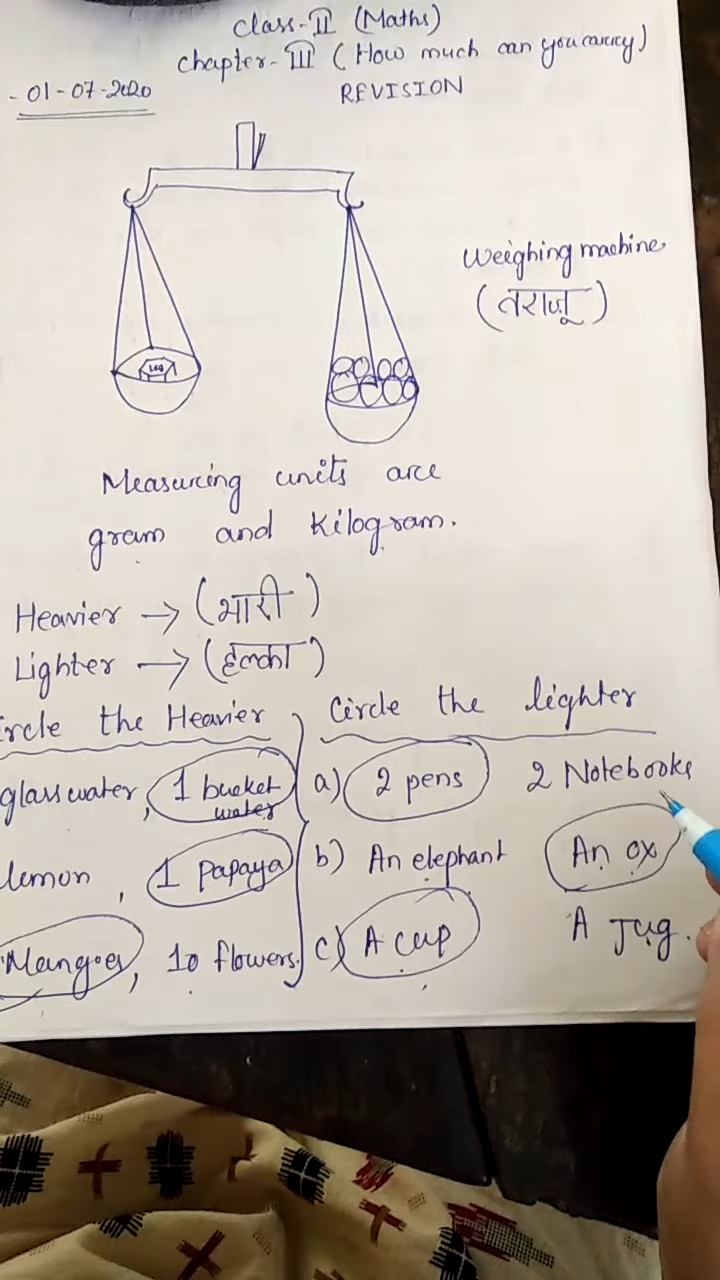 Class-II (Maths)
Chapter-III (How much can you carry)
- 01-07-2020
REVISION
Weighing machine
(तराजू)
1kg
Measuring units are
gram and Kilogram.
Heavier → (भारी)
Lighter → (हल्का)
ircle the Heavier
glass water, 1 bucket water
lemon, 1 Papaya
Mangoes, 10 flowers.
Circle the lighter
a) 2 pens 2 Notebooks
b) An elephant An ox
c) A cup A Jug.